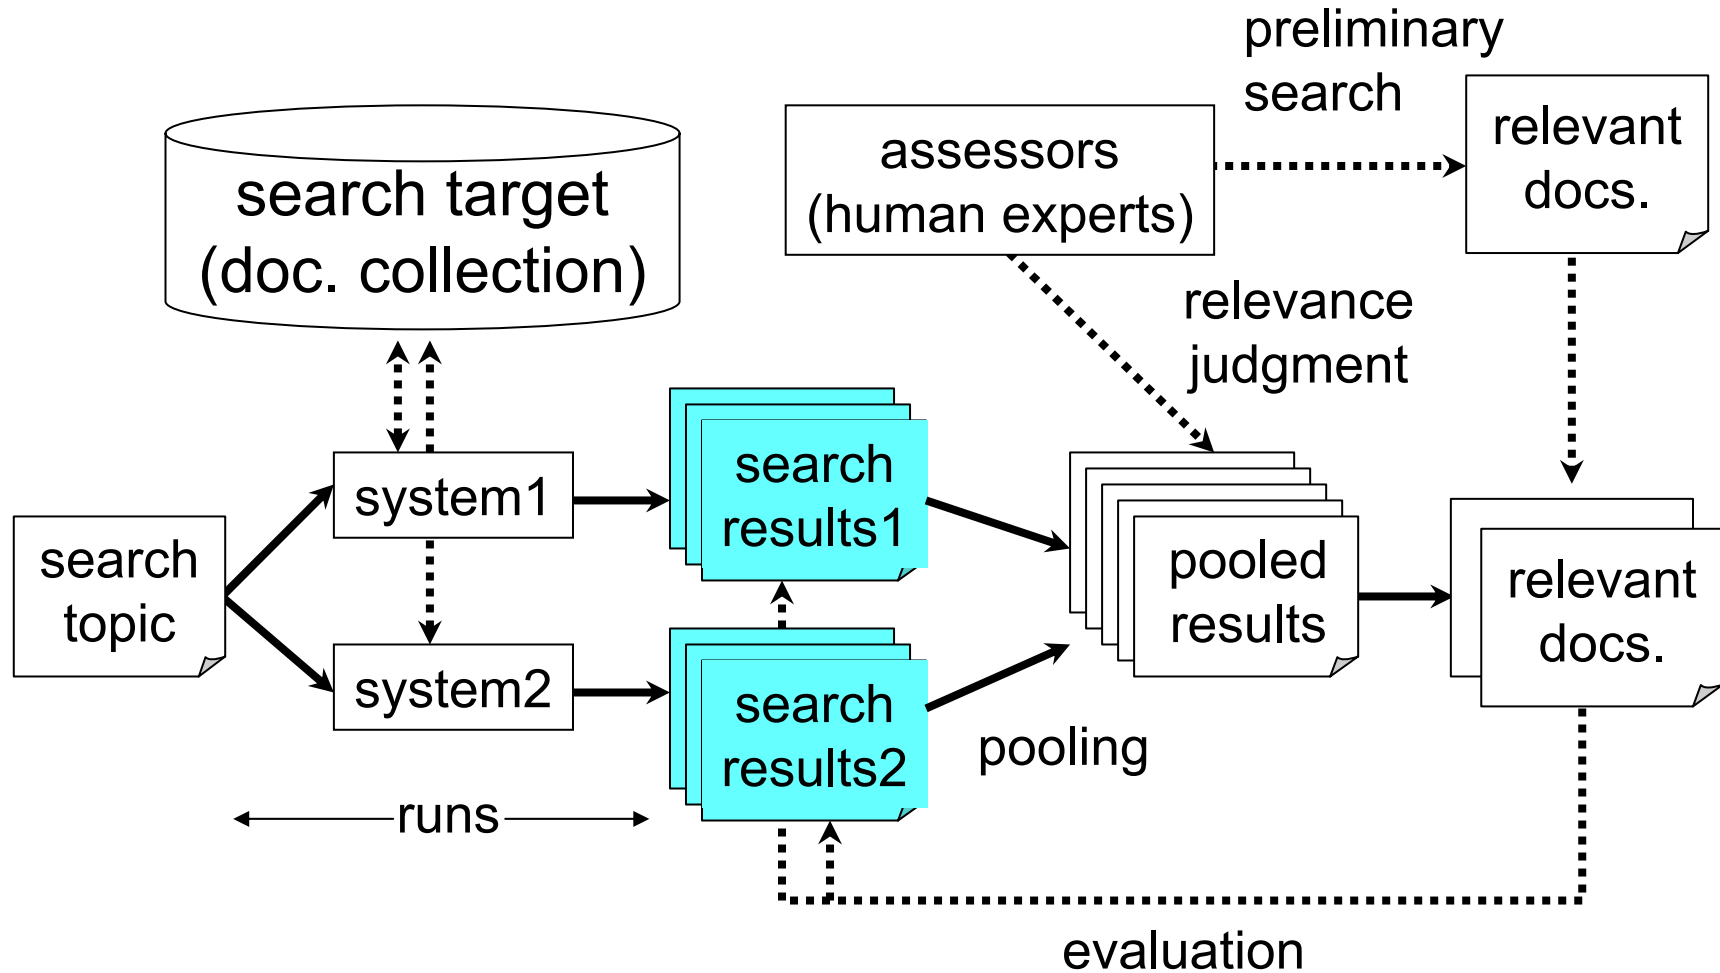 preliminary
search
relevant
docs.
assessors
(human experts)
search target
(doc. collection)
relevance
judgment
system1
search
results1
search
topic
pooled
results
relevant
docs.
system2
search
results2
pooling
runs
evaluation